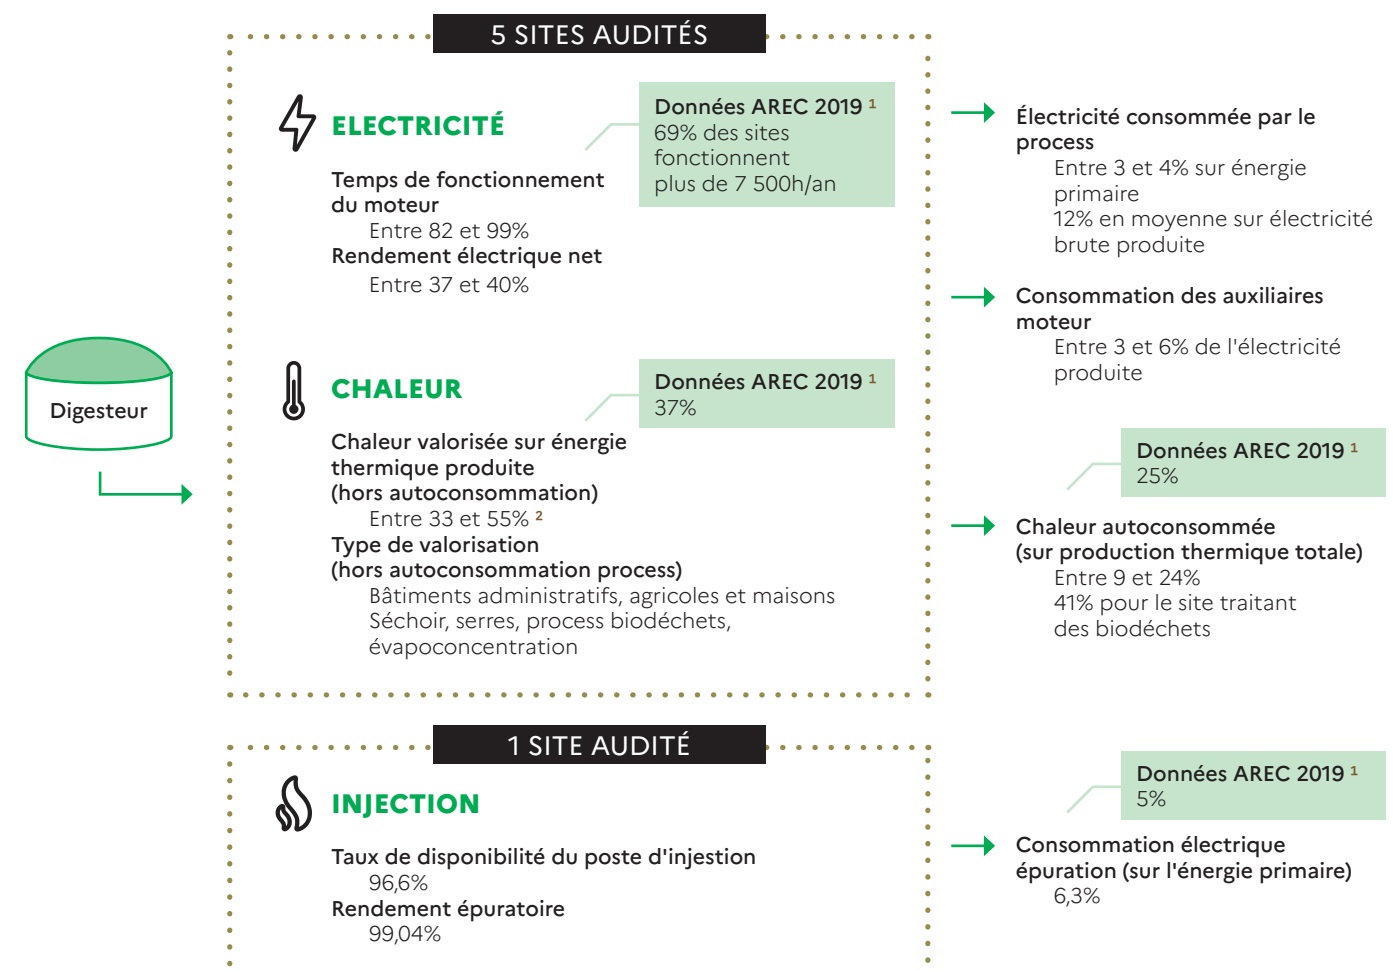 5 SITES AUDITÉS
ELECTRICITÉ
Données AREC 2019 1
69% des sites
fonctionnent
plus de 7 500h/an
Temps de fonctionnement
du moteur
Entre 82 et 99%
Rendement électrique net
Entre 37 et 40%
Électricité consommée par le
process
Entre 3 et 4% sur énergie
primaire
12% en moyenne sur électricité
brute produite
Consommation des auxiliaires
moteur
Entre 3 et 6% de l'électricité
produite
Digesteur
CHALEUR
Données AREC 2019 1
37%
Chaleur valorisée sur énergie
thermique produite
(hors autoconsommation)
Entre 33 et 55% 2
Type de valorisation
(hors autoconsommation process)
Bâtiments administratifs, agricoles et maisons
Séchoir, serres, process biodéchets,
évapoconcentration
Données AREC 2019 1
25%
Chaleur autoconsommée
(sur production thermique totale)
Entre 9 et 24%
41% pour le site traitant
des biodéchets
1 SITE AUDITÉ
INJECTION
Taux de disponibilité du poste d'injestion
96,6%
Rendement épuratoire
99,04%
Données AREC 2019 1
5%
Consommation électrique
épuration (sur l'énergie primaire)
6,3%